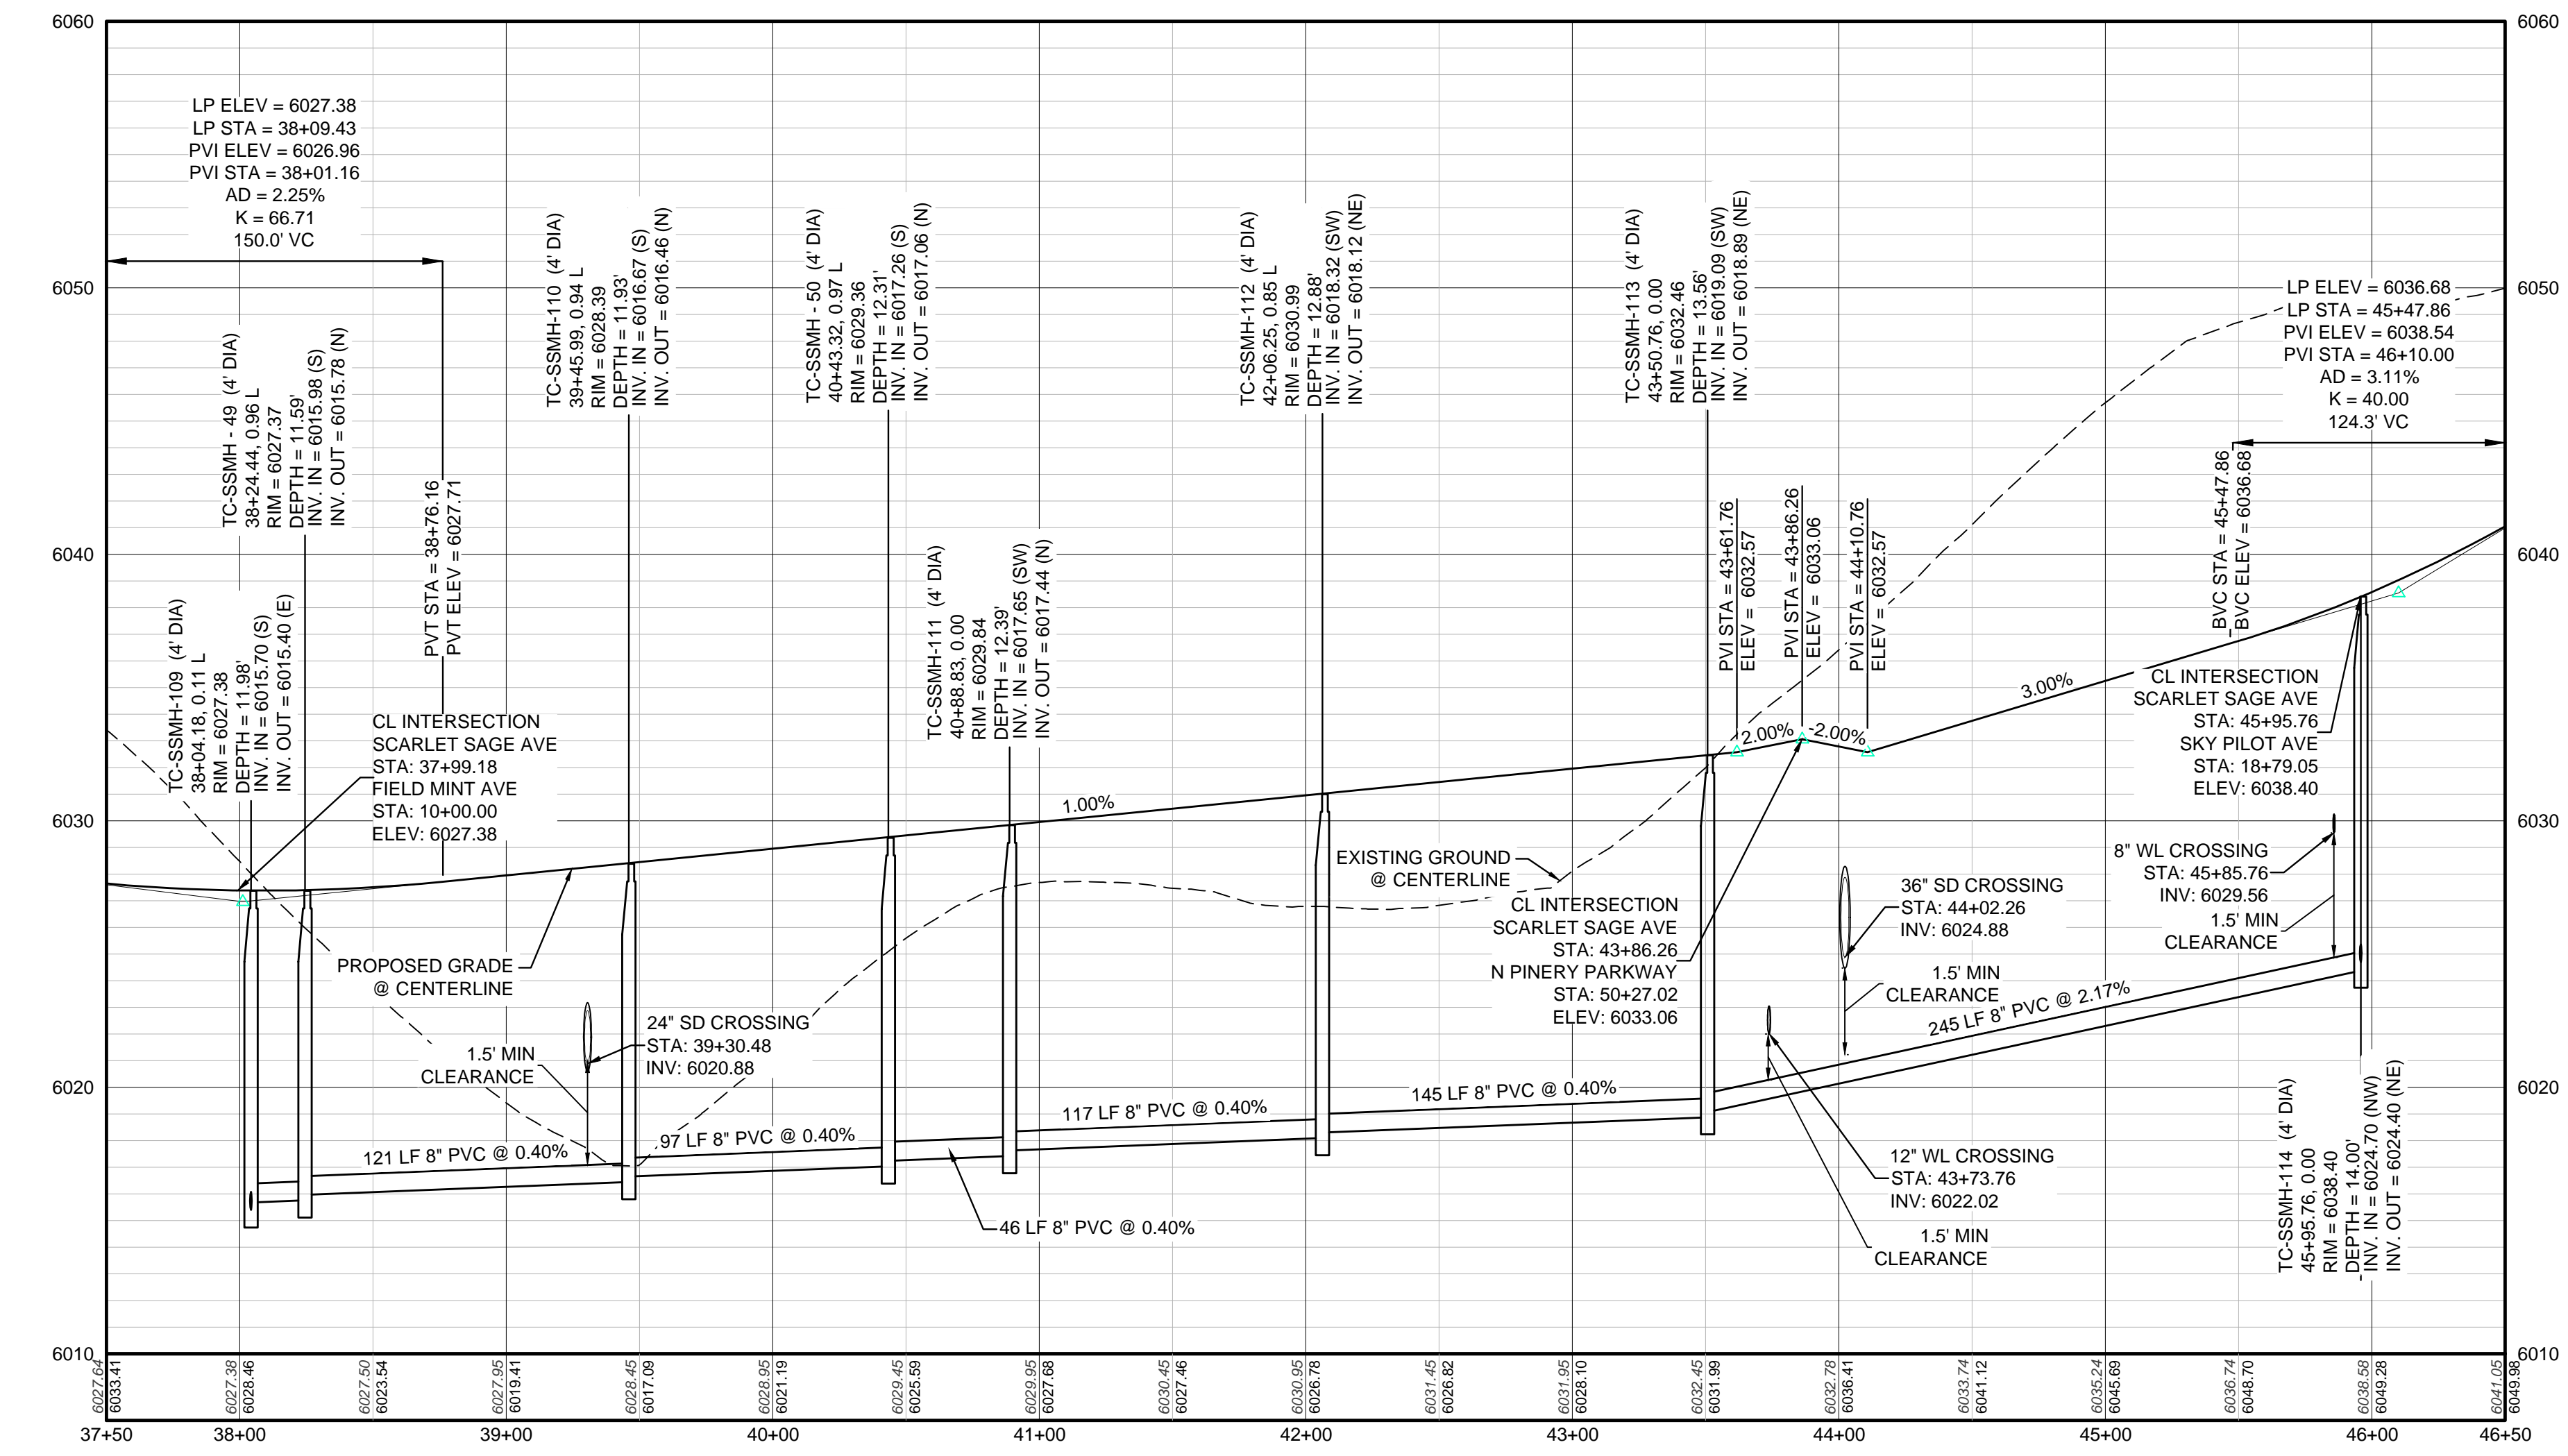 6060
6060
LP ELEV = 6027.38
LP STA = 38+09.43
PVI ELEV = 6026.96
PVI STA = 38+01.16
AD = 2.25%
K = 66.71
150.0' VC
6050
6050
TC-SSMH - 49 (4' DIA)
38+24.44, 0.96 L
RIM = 6027.37
DEPTH = 11.59'
INV. IN = 6015.98 (S)
INV. OUT = 6015.78 (N)
PVT STA = 38+76.16
PVT ELEV = 6027.71
TC-SSMH-110 (4' DIA)
39+45.99, 0.94 L
RIM = 6028.39
DEPTH = 11.93'
INV. IN = 6016.67 (S)
INV. OUT = 6016.46 (N)
TC-SSMH - 50 (4' DIA)
40+43.32, 0.97 L
RIM = 6029.36
DEPTH = 12.31'
INV. IN = 6017.26 (S)
INV. OUT = 6017.06 (N)
TC-SSMH-112 (4' DIA)
42+06.25, 0.85 L
RIM = 6030.99
DEPTH = 12.88'
INV. IN = 6018.32 (SW)
INV. OUT = 6018.12 (NE)
TC-SSMH-113 (4' DIA)
43+50.76, 0.00
RIM = 6032.46
DEPTH = 13.56'
INV. IN = 6019.09 (SW)
INV. OUT = 6018.89 (NE)
LP ELEV = 6036.68
LP STA = 45+47.86
PVI ELEV = 6038.54
PVI STA = 46+10.00
AD = 3.11%
K = 40.00
124.3' VC
6040
6040
TC-SSMH-109 (4' DIA)
38+04.18, 0.11 L
RIM = 6027.38
DEPTH = 11.98'
INV. IN = 6015.70 (S)
INV. OUT = 6015.40 (E)
TC-SSMH-111 (4' DIA)
40+88.83, 0.00
RIM = 6029.84
DEPTH = 12.39'
INV. IN = 6017.65 (SW)
INV. OUT = 6017.44 (N)
PVI STA = 43+61.76
ELEV = 6032.57
PVI STA = 43+86.26
ELEV = 6033.06
PVI STA = 44+10.76
ELEV = 6032.57
BVC STA = 45+47.86
BVC ELEV = 6036.68
CL INTERSECTION
SCARLET SAGE AVE
STA: 37+99.18
FIELD MINT AVE
STA: 10+00.00
ELEV: 6027.38
1.00%
2.00%
-2.00%
3.00%
CL INTERSECTION
SCARLET SAGE AVE
STA: 45+95.76
SKY PILOT AVE
STA: 18+79.05
ELEV: 6038.40
6030
6030
EXISTING GROUND
@ CENTERLINE
8" WL CROSSING
STA: 45+85.76
INV: 6029.56
1.5' MIN
CLEARANCE
36" SD CROSSING
STA: 44+02.26
INV: 6024.88
1.5' MIN
CLEARANCE
CL INTERSECTION
SCARLET SAGE AVE
STA: 43+86.26
N PINERY PARKWAY
STA: 50+27.02
ELEV: 6033.06
PROPOSED GRADE
@ CENTERLINE
24" SD CROSSING
STA: 39+30.48
INV: 6020.88
1.5' MIN
CLEARANCE
245 LF 8" PVC @ 2.17%
6020
6020
121 LF 8" PVC @ 0.40%
97 LF 8" PVC @ 0.40%
117 LF 8" PVC @ 0.40%
145 LF 8" PVC @ 0.40%
46 LF 8" PVC @ 0.40%
12" WL CROSSING
STA: 43+73.76
INV: 6022.02
1.5' MIN
CLEARANCE
TC-SSMH-114 (4' DIA)
45+95.76, 0.00
RIM = 6038.40
DEPTH = 14.00'
INV. IN = 6024.70 (NW)
INV. OUT = 6024.40 (NE)
6010
6010
6027.64
6033.41
6027.38
6028.46
6027.50
6023.54
6027.95
6019.41
6028.45
6017.09
6028.95
6021.19
6029.45
6025.59
6029.95
6027.68
6030.45
6027.46
6030.95
6026.78
6031.45
6026.82
6031.95
6028.10
6032.45
6031.99
6032.78
6036.41
6033.74
6041.12
6035.24
6045.69
6036.74
6048.70
6038.58
6049.28
6041.05
6049.98
37+50
38+00
39+00
40+00
41+00
42+00
43+00
44+00
45+00
46+00
46+50